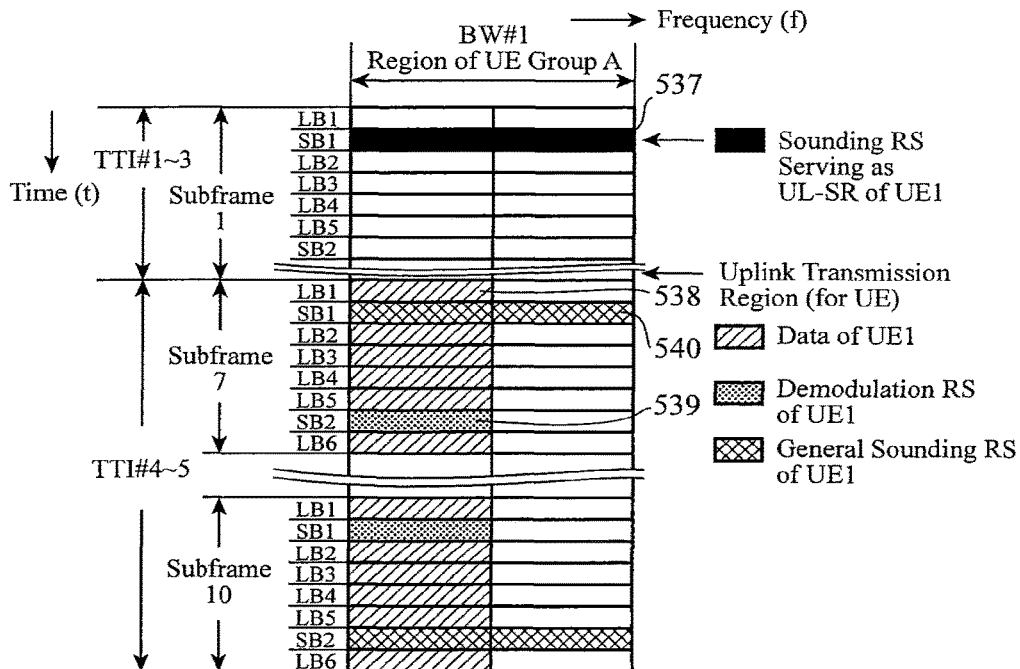 Frequency (f)
BW#1
Region of UE Group A
537
LB1
SB1
LB2
LB3
LB4
LB5
SB2
TTI#1~3
Time (t)
Subframe
1
Sounding RS
Serving as
UL-SR of UE1
Uplink Transmission
Region (for UE)
538
540
539
LB1
SB1
LB2
LB3
LB4
LB5
SB2
LB6
Subframe
7
TTI#4~5
Data of UE1
Demodulation RS
of UE1
General Sounding RS
of UE1
LB1
SB1
LB2
LB3
LB4
LB5
SB2
LB6
Subframe
10